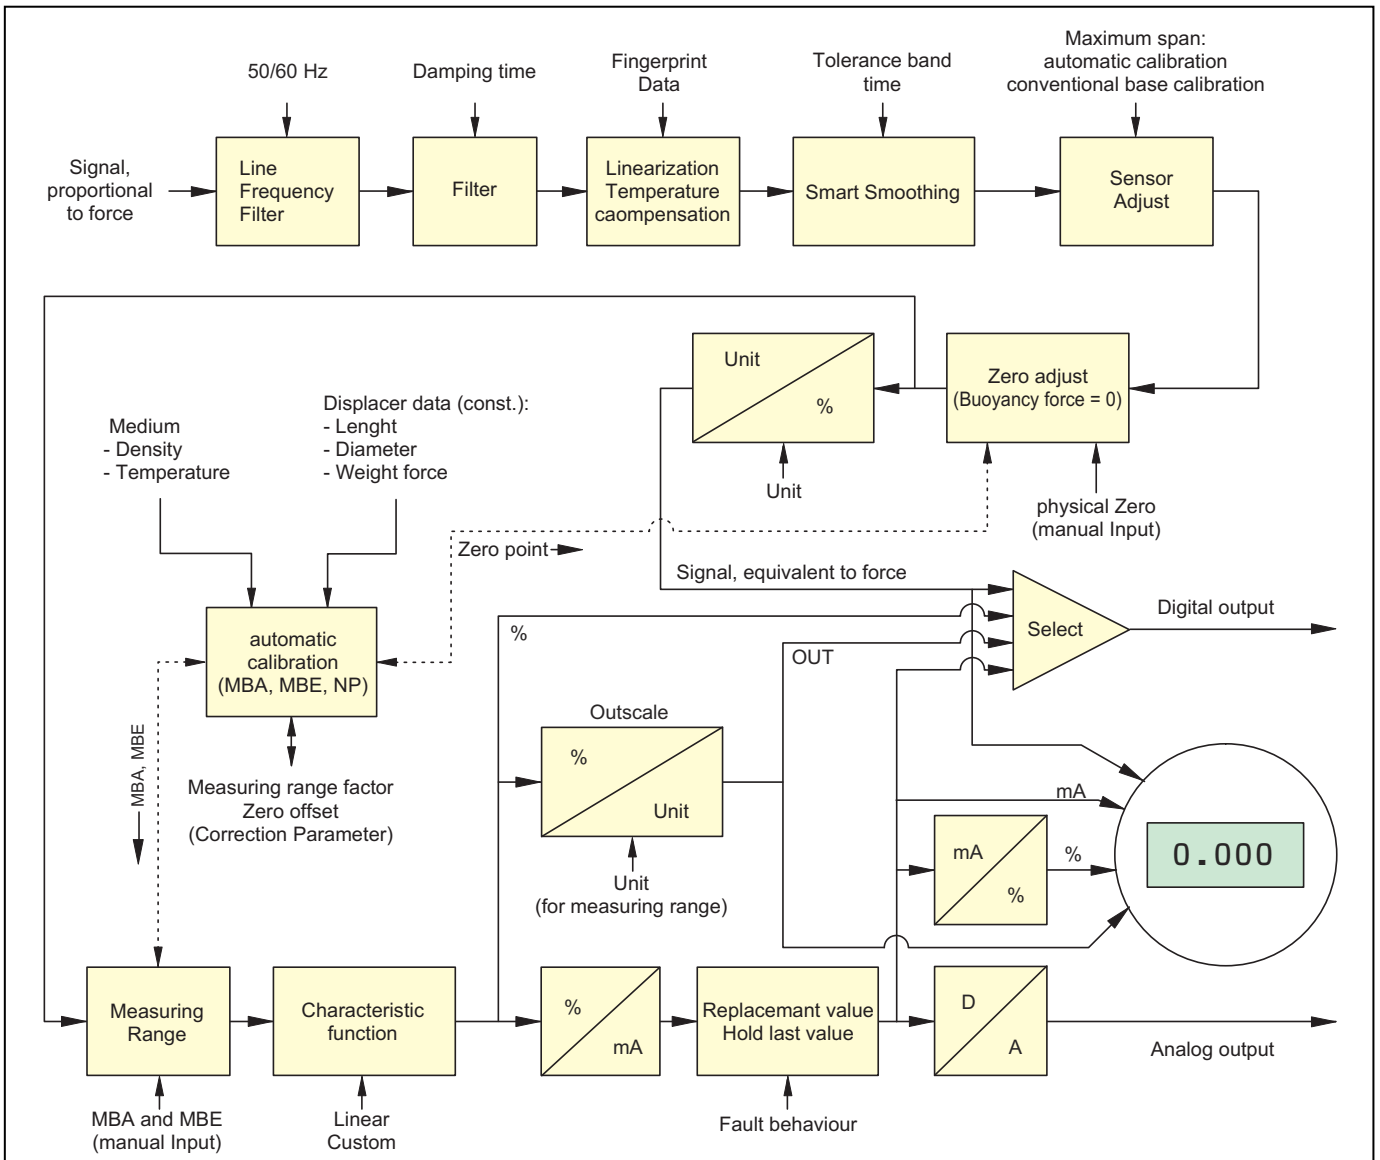 50/60 Hz
Damping time
Fingerprint
Data
Tolerance band
time
Maximum span:
automatic calibration
conventional base calibration
Signal,
proportional
to force
Line
Frequency
Filter
Filter
Linearization
Temperature
caompensation
Smart Smoothing
Sensor
Adjust
Unit
%
Zero adjust
(Buoyancy force = 0)
Unit
physical Zero
(manual Input)
Medium
- Density
- Temperature
Displacer data (const.):
- Lenght
- Diameter
- Weight force
Zero point
Signal, equivalent to force
automatic
calibration
(MBA, MBE, NP)
%
OUT
Select
Digital output
MBA, MBE
Measuring range factor
Zero offset
(Correction Parameter)
Outscale
%
Unit
Unit
(for measuring range)
mA
mA
%
%
0.000
Measuring
Range
Characteristic
function
%
mA
Replacemant value
Hold last value
D
A
Analog output
MBA and MBE
(manual Input)
Linear
Custom
Fault behaviour